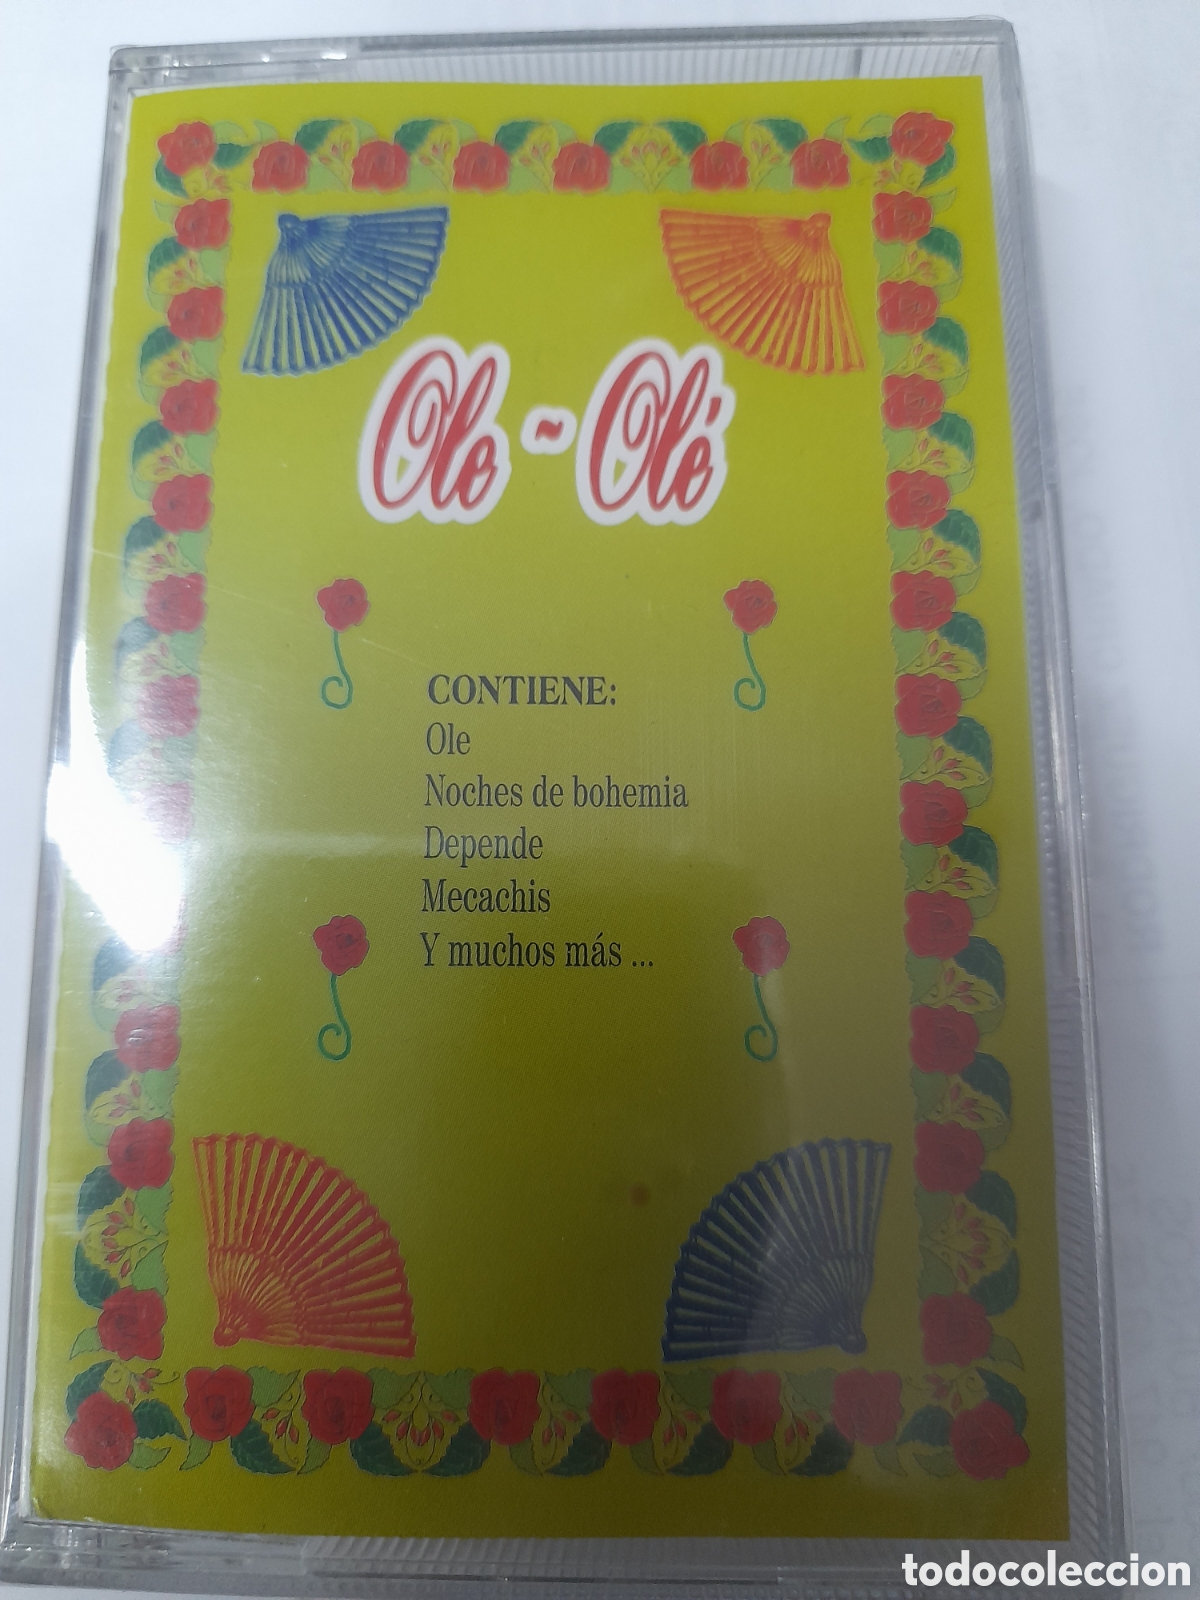 Ole ~ Olé
CONTIENE:
Ole
Noches de bohemia
Depende
Mecachis
Y muchos más ...
todocoleccion